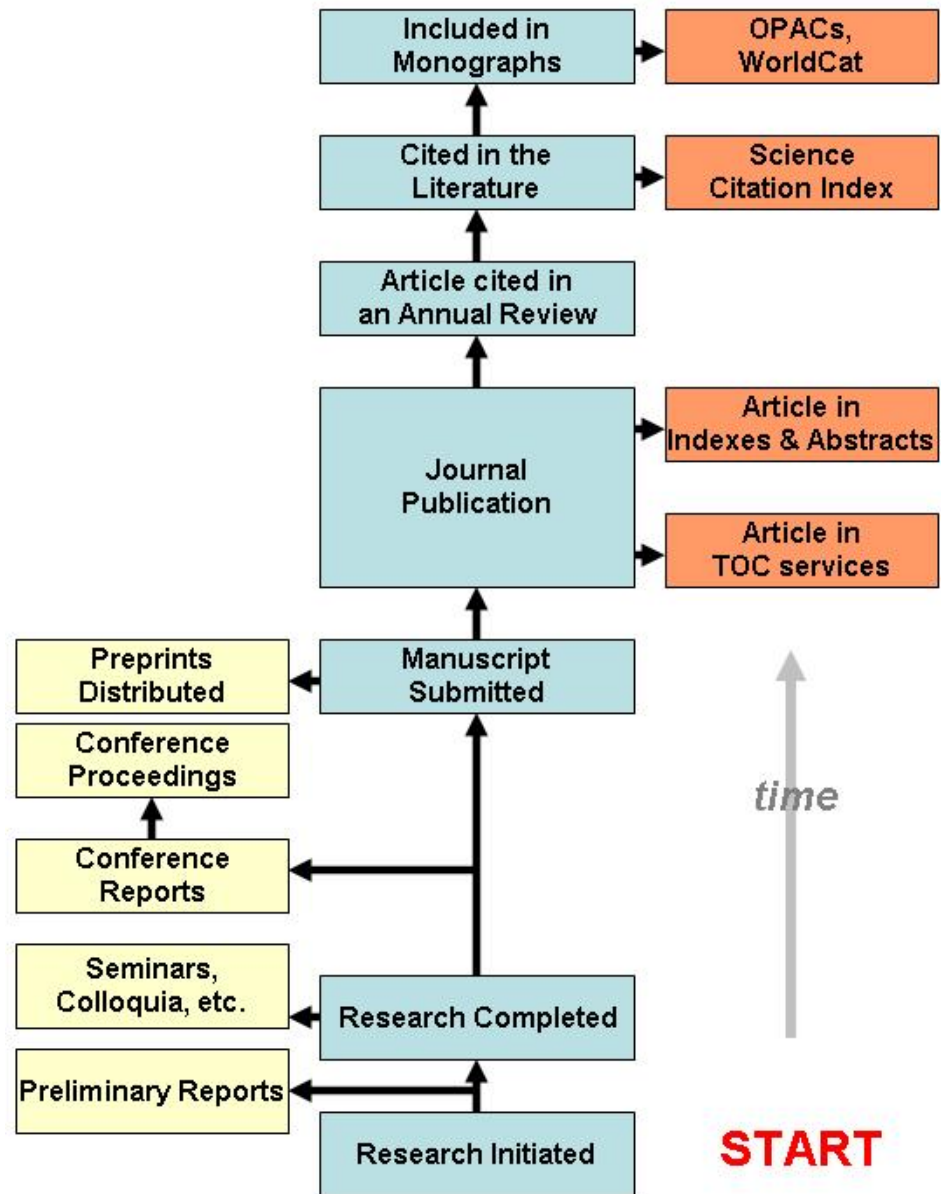 Included in
Monographs
OPACs,
WorldCat
Cited in the
Literature
Science
Citation Index
Article cited in
an Annual Review
Journal
Publication
Article in
Indexes & Abstracts
Article in
TOC services
Preprints
Distributed
Manuscript
Submitted
Conference
Proceedings
time
Conference
Reports
Seminars,
Colloquia, etc.
Research Completed
Preliminary Reports
Research Initiated
START